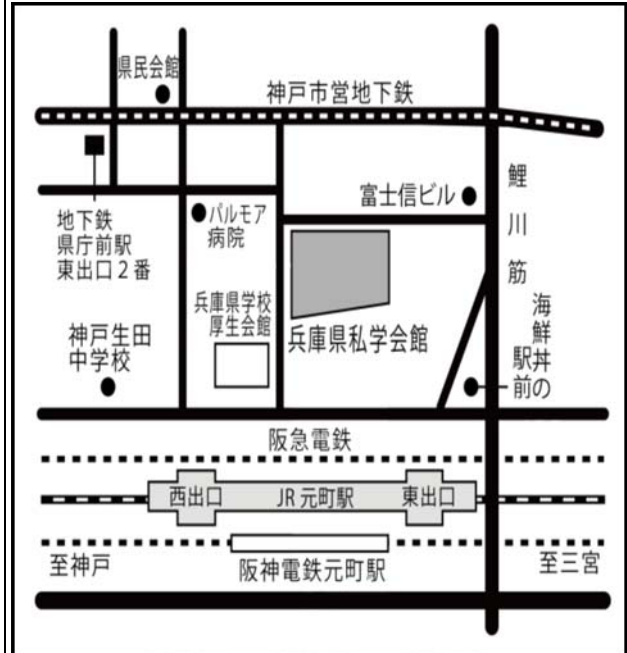 県民会館
神戸市営地下鉄
鯉川筋
富士信ビル
地下鉄
県庁前駅
東出口2番
パルモア
病院
兵庫県学校
厚生会館
兵庫県私学会館
海鮮丼の
駅前
神戸生田
中学校
阪急電鉄
西出口
JR元町駅
東出口
至神戸
阪神電鉄元町駅
至三宮